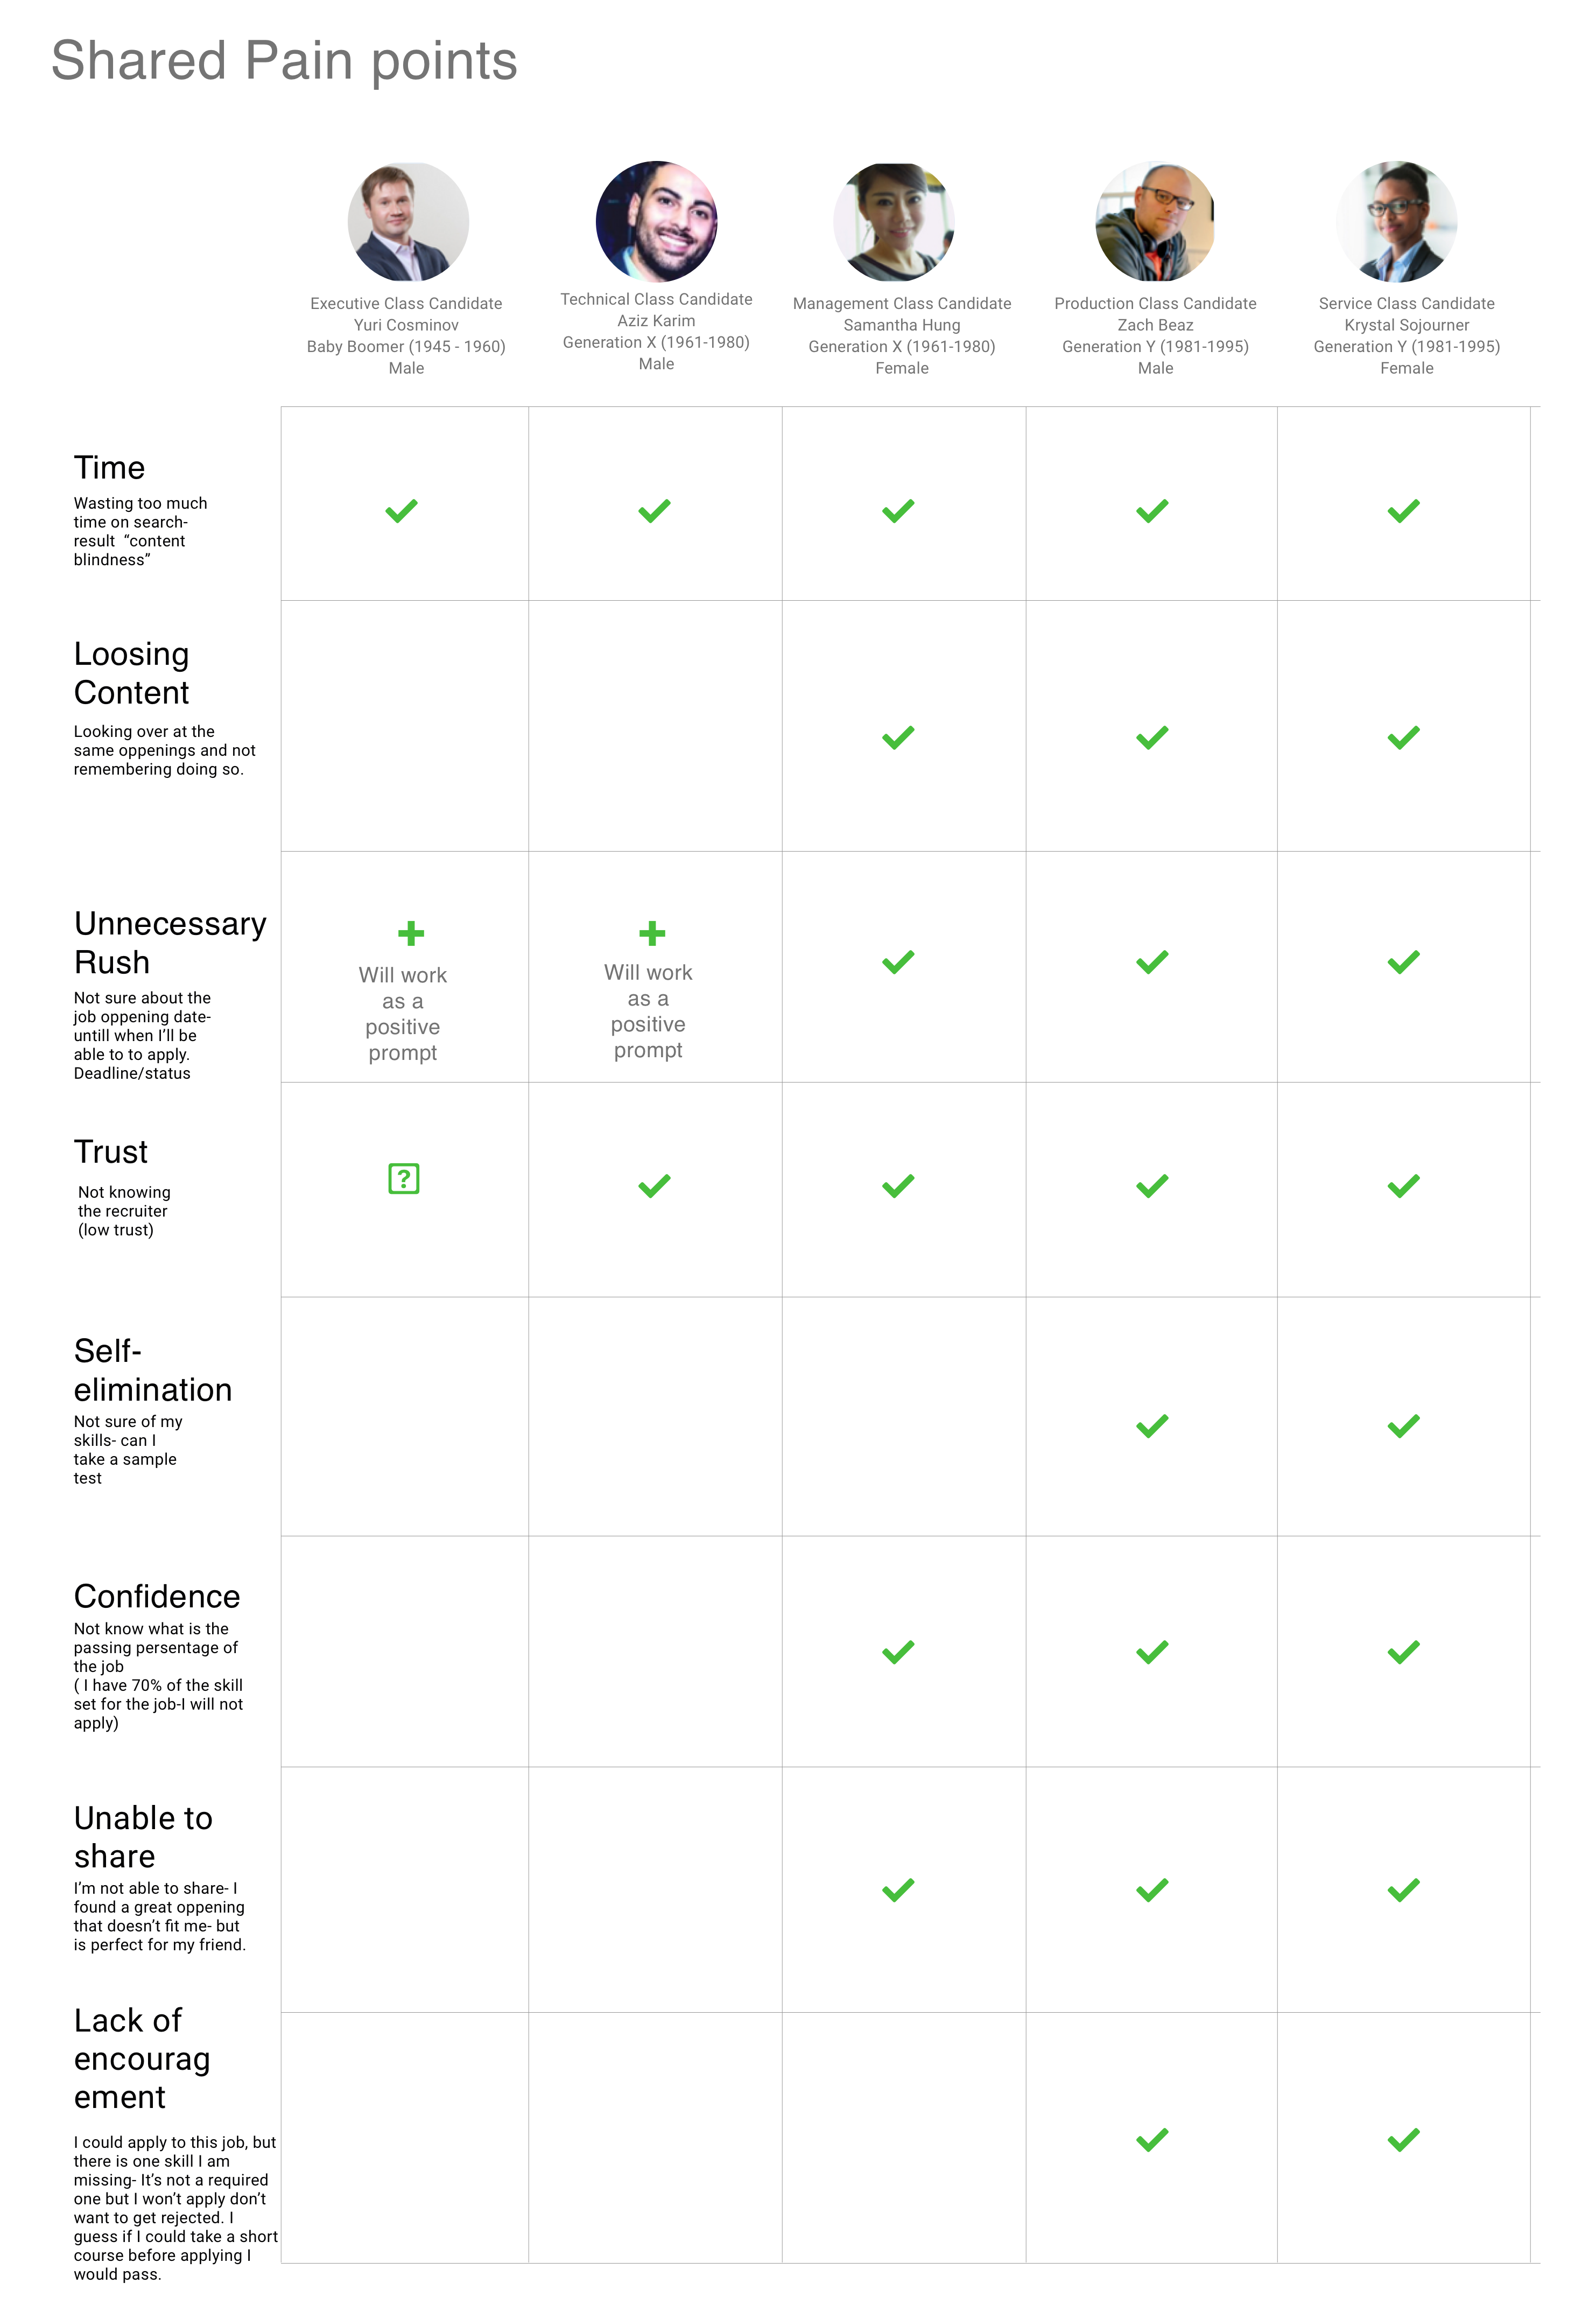 Shared Pain points
Executive Class Candidate
Yuri Cosminov
Baby Boomer (1945 - 1960)
Male
Technical Class Candidate
Aziz Karim
Generation X (1961-1980)
Male
Management Class Candidate
Samantha Hung
Generation X (1961-1980)
Female
Production Class Candidate
Zach Beaz
Generation Y (1981-1995)
Male
Service Class Candidate
Krystal Sojourner
Generation Y (1981-1995)
Female
Time
Wasting too much
time on search-
result “content
blindness”
Loosing
Content
Looking over at the
same oppenings and not
remembering doing so.
Unnecessary
Rush
Not sure about the
job oppening date-
untill when I’ll be
able to to apply.
Deadline/status
Will work
as a
positive
prompt
Will work
as a
positive
prompt
Trust
Not knowing
the recruiter
(low trust)
?
Self-
elimination
Not sure of my
skills- can I
take a sample
test
Confidence
Not know what is the
passing persentage of
the job
( I have 70% of the skill
set for the job-I will not
apply)
Unable to
share
I’m not able to share- I
found a great oppening
that doesn’t fit me- but
is perfect for my friend.
Lack of
encourag
ement
I could apply to this job, but
there is one skill I am
missing- It’s not a required
one but I won’t apply don’t
want to get rejected. I
guess if I could take a short
course before applying I
would pass.